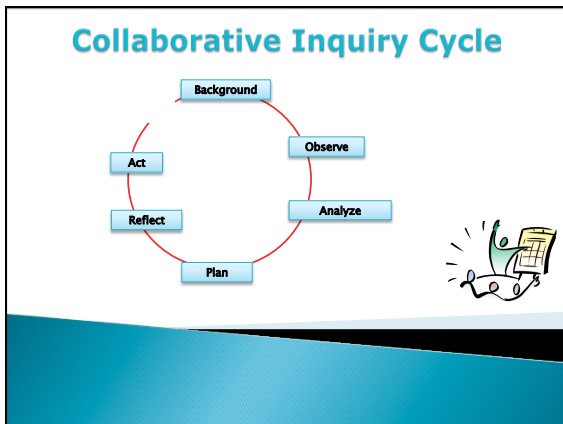 Collaborative Inquiry Cycle
Background
Observe
Analyze
Plan
Reflect
Act